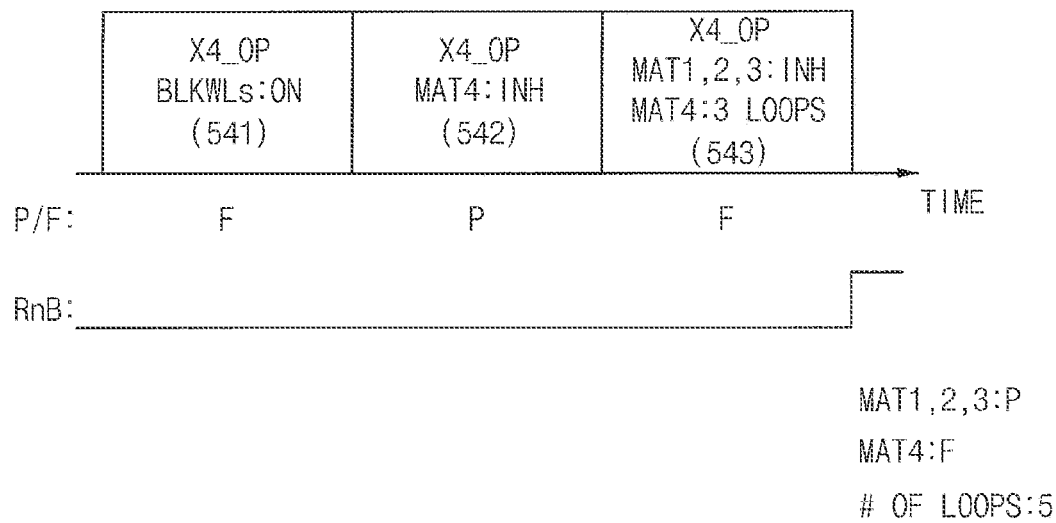 X4_OP
BLKWLs:ON
(541)
X4_OP
MAT4:INH
(542)
X4_OP
MAT1,2,3:INH
MAT4:3 LOOPS
(543)
TIME
P/F: F P F
RnB:
MAT1,2,3:P
MAT4:F
# OF LOOPS:5